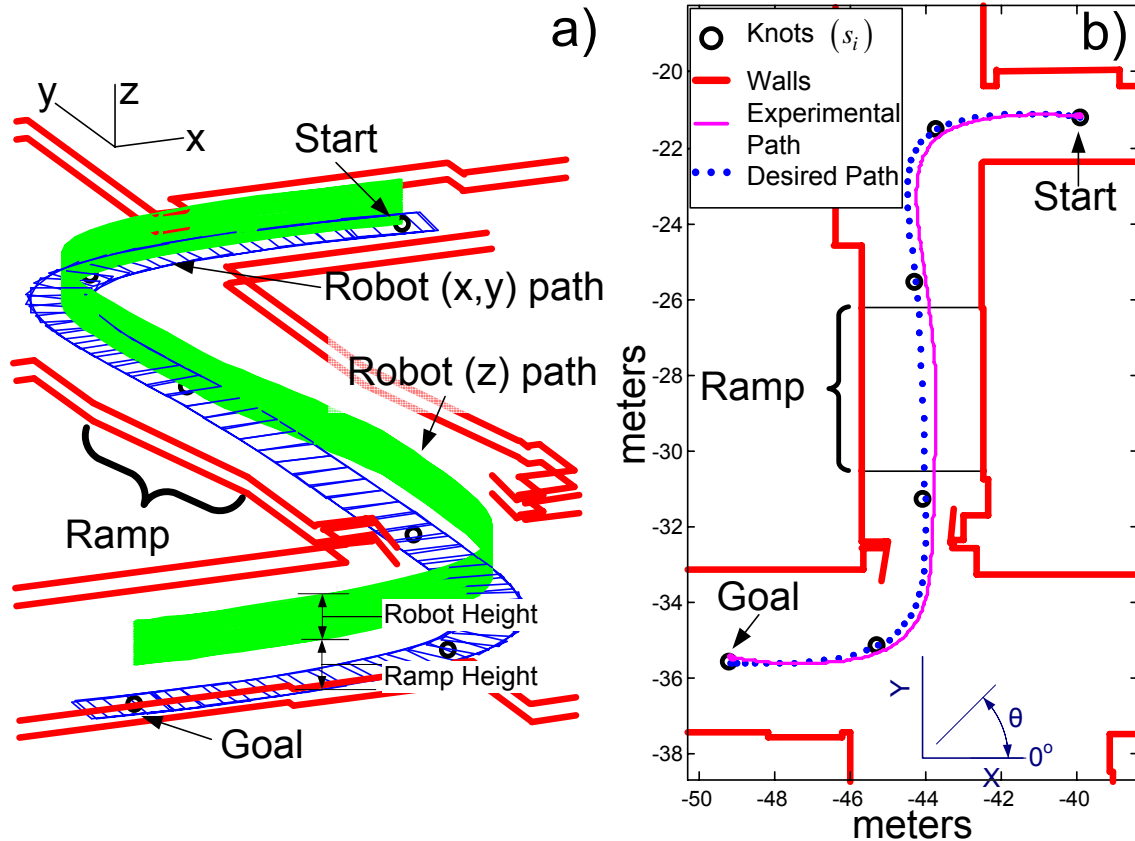 a)
z
y
x
Start
Robot (x,y) path
Robot (z) path
Ramp
Robot Height
Ramp Height
Goal
b)
Knots (s_i)
Walls
Experimental
Path
Desired Path
-20
-22
-24
-26
-28
-30
-32
-34
-36
-38
meters
Start
Ramp
Goal
Y
θ
X
0°
-50 -48 -46 -44 -42 -40
meters